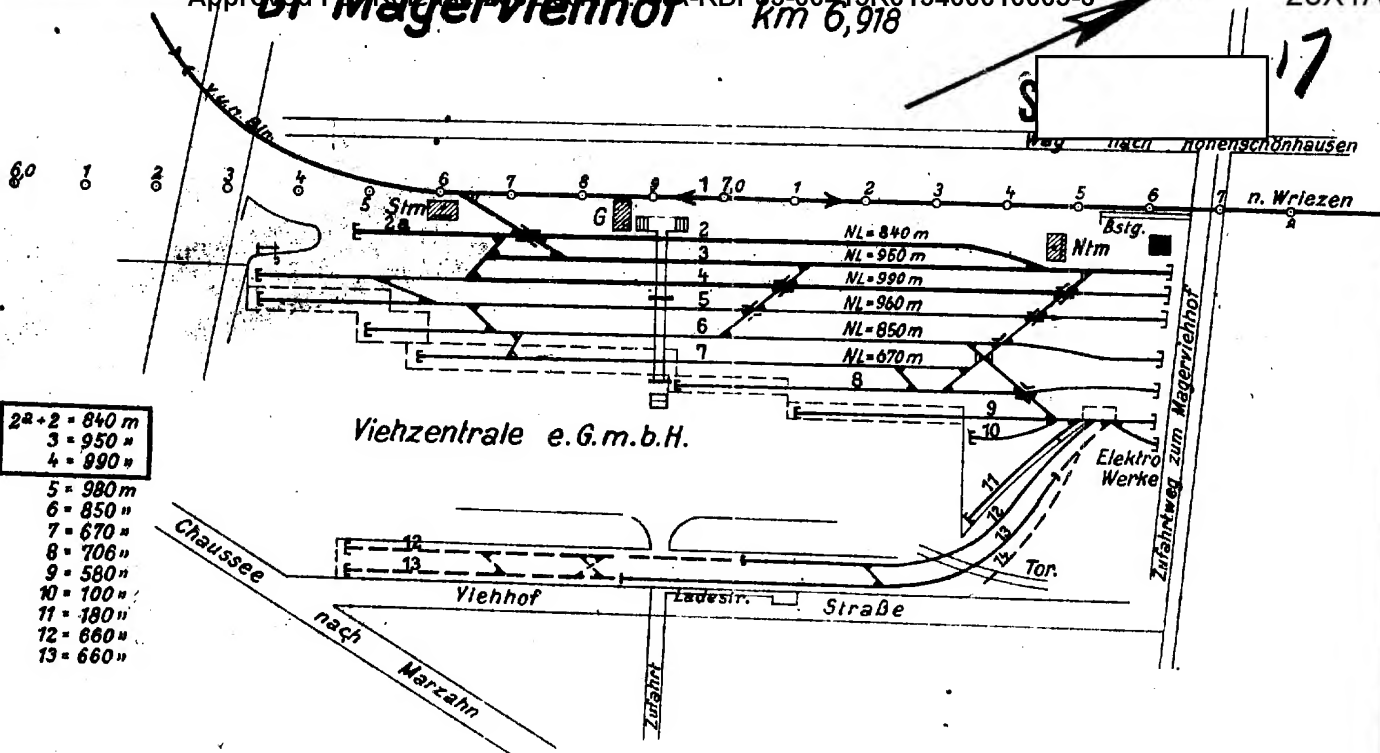 Bf Magerviehhof km 6,918
17
v.u.n. Bln.
Weg nach Hohenschönhausen
6,0 1 2 3 4 5 6 7 8 9 1 7,0 1 2 3 4 5 6 7 n. Wriezen
Stm
G
Bstg.
Ntm
2a 2 NL=840 m
3 NL=950 m
4 NL=990 m
5 NL=960 m
6 NL=850 m
7 NL=670 m
8
9
10
Viehzentrale e.G.m.b.H.
Elektro
Werke
Zufahrtweg zum Magerviehhof
11
12
13
14
Tor.
2a+2 = 840 m
3 = 950 "
4 = 990 "
5 = 980 m
6 = 850 "
7 = 670 "
8 = 706 "
9 = 580 "
10 = 100 "
11 = 180 "
12 = 660 "
13 = 660 "
12
13
Viehhof Ladestr. Straße
Chaussee
nach
Marzahn
Zufahrt